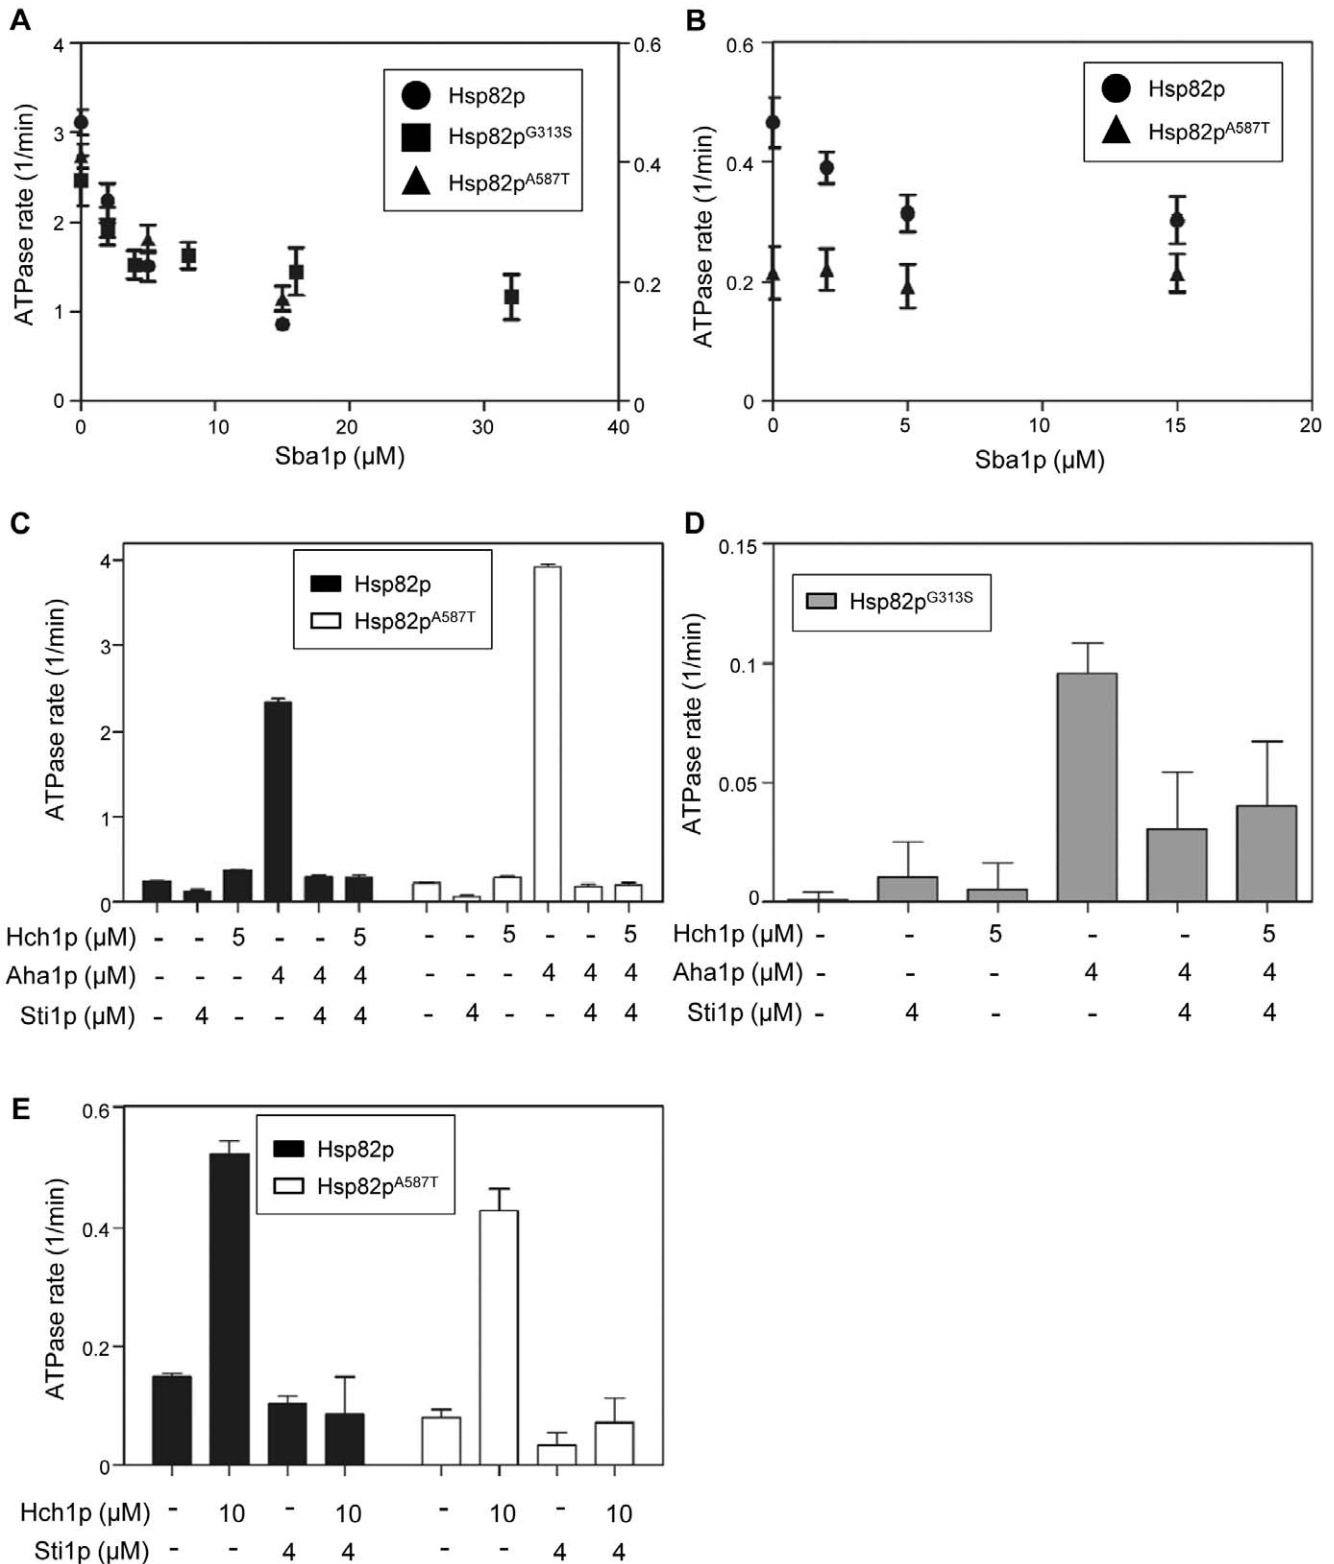 A
4
3
2
1
0
0.6
0.4
0.2
0
ATPase rate (1/min)
Hsp82p
Hsp82pG313S
Hsp82pA587T
0 10 20 30 40
Sba1p (µM)
B
0.6
0.4
0.2
0
ATPase rate (1/min)
Hsp82p
Hsp82pA587T
0 5 10 15 20
Sba1p (µM)
C
4
3
2
1
0
ATPase rate (1/min)
Hsp82p
Hsp82pA587T
Hch1p (µM) - - 5 - - 5 - - 5 - - 5
Aha1p (µM) - - - 4 4 4 - - - 4 4 4
Sti1p (µM) - 4 - - 4 4 - 4 - - 4 4
D
0.15
0.1
0.05
0
ATPase rate (1/min)
Hsp82pG313S
Hch1p (µM) - - 5 - - 5
Aha1p (µM) - - - 4 4 4
Sti1p (µM) - 4 - - 4 4
E
0.6
0.4
0.2
0
ATPase rate (1/min)
Hsp82p
Hsp82pA587T
Hch1p (µM) - 10 - 10 - 10 - 10
Sti1p (µM) - - 4 4 - - 4 4